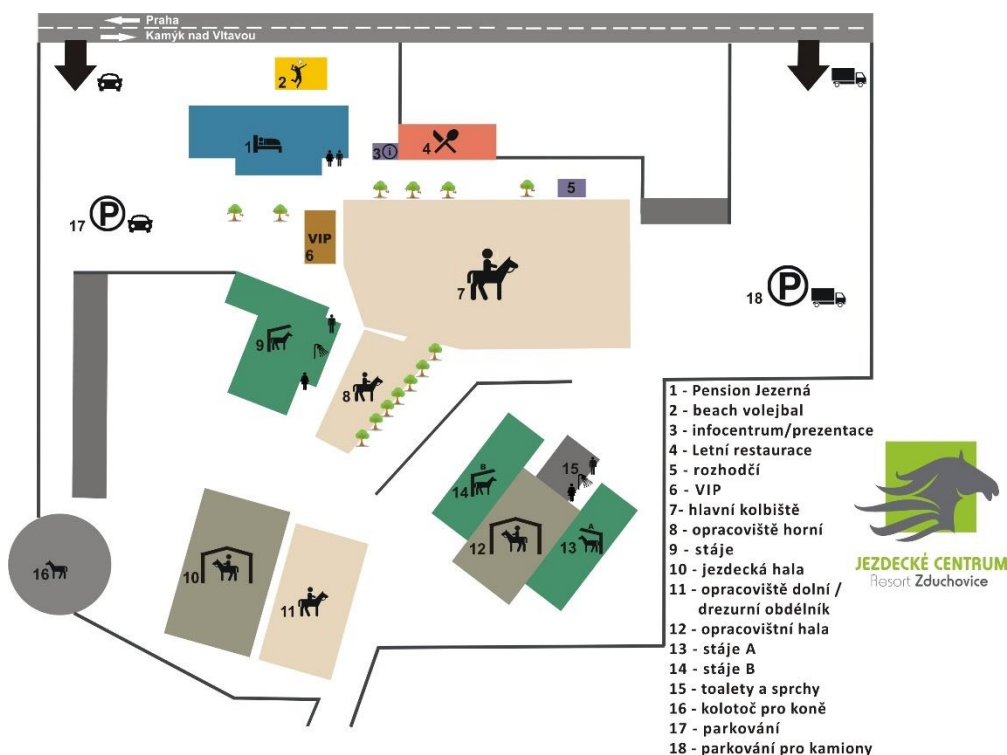 Praha
Kamýk nad Vltavou
2
1
3 i
4
5
17 P
VIP
6
7
18 P
9
8
B
14
15
A
12
13
16
10
11
1 - Pension Jezerná
2 - beach volejbal
3 - infocentrum/prezentace
4 - Letní restaurace
5 - rozhodčí
6 - VIP
7- hlavní kolbiště
8 - opracoviště horní
9 - stáje
10 - jezdecká hala
11 - opracoviště dolní /
drezurní obdélník
12 - opracovištní hala
13 - stáje A
14 - stáje B
15 - toalety a sprchy
16 - kolotoč pro koně
17 - parkování
18 - parkování pro kamiony
JEZDECKÉ CENTRUM
Resort Zduchovice